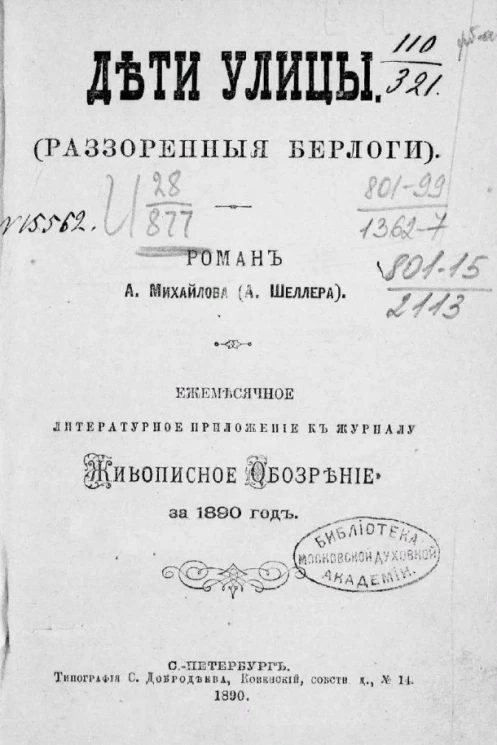 ДѢТИ УЛИЦЫ.
110
321.
(РАЗЗОРЕННЫЯ БЕРЛОГИ).
28
877
801-99
1362-7
N 15562.
РОМАНЪ
801-15
2113
А. МИХАЙЛОВА (А. ШЕЛЛЕРА).
ЕЖЕМѢСЯЧНОЕ
ЛИТЕРАТУРНОЕ ПРИЛОЖЕНІЕ КЪ ЖУРНАЛУ
ЖИВОПИСНОЕ ОБОЗРѢНІЕ»
за 1890 годъ.
БИБЛІОТЕКА
МОСКОВСКОЙ ДУХОВНОЙ
АКАДЕМІИ.
С.-ПЕТЕРБУРГЪ.
Типографія С. Добродѣева, Ковенскій, собств. д., № 14.
1890.